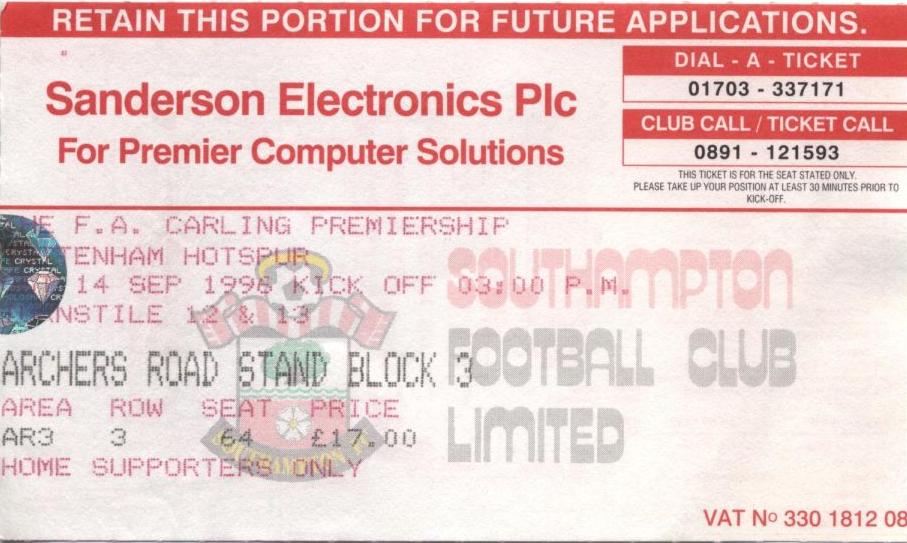 RETAIN THIS PORTION FOR FUTURE APPLICATIONS.
Sanderson Electronics Plc
For Premier Computer Solutions
DIAL - A - TICKET
01703 - 337171
CLUB CALL / TICKET CALL
0891 - 121593
THIS TICKET IS FOR THE SEAT STATED ONLY.
PLEASE TAKE UP YOUR POSITION AT LEAST 30 MINUTES PRIOR TO
KICK-OFF.
E F.A. CARLING PREMIERSHIP
TENHAM HOTSPUR
14 SEP 1996 KICK OFF 03:00 P.M.
NSTILE 12 & 13
ARCHERS ROAD STAND BLOCK 3
AREA ROW SEAT PRICE
AR3 3 64 £17.00
HOME SUPPORTERS ONLY
SOUTHAMPTON
FOOTBALL CLUB
LIMITED
SOUTHAMPTON FC
VAT Nº 330 1812 08